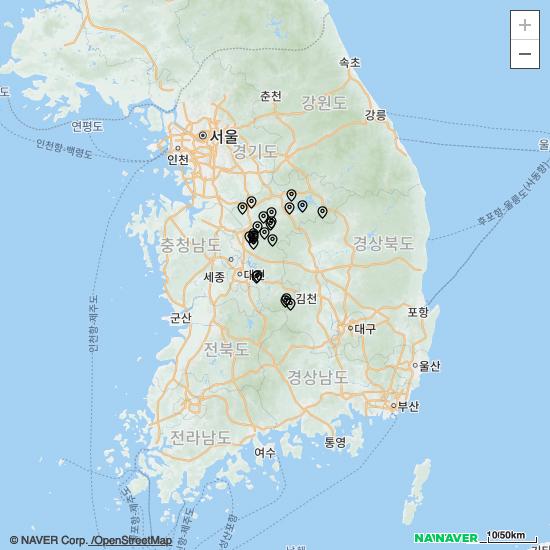 +
−
속초
도
춘천
강원도
강릉
연평도
서울
인천
인천항-백령도
경기도
울
후포항-울릉도(사동항)
충청남도
경상북도
세종
대전
인천항-제주도
김천
군산
포항
대구
전북도
경상남도
울산
부산
전라남도
여수
통영
© NAVER Corp. /OpenStreetMap
NAVER
10/50km